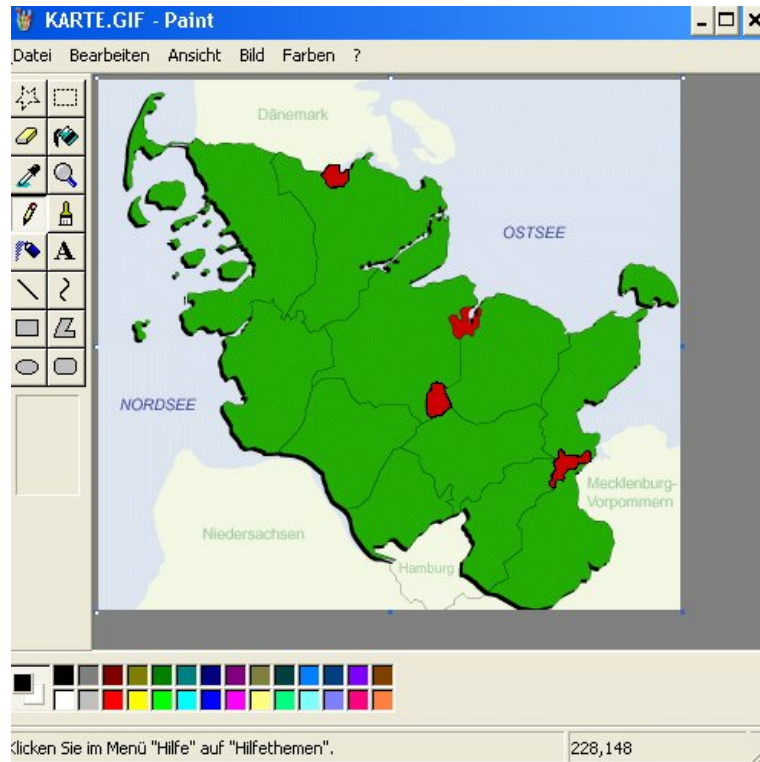 KARTE.GIF - Paint
Datei Bearbeiten Ansicht Bild Farben ?
Dänemark
OSTSEE
NORDSEE
Mecklenburg-
Vorpommern
Niedersachsen
Hamburg
A
Klicken Sie im Menü "Hilfe" auf "Hilfethemen". 228,148